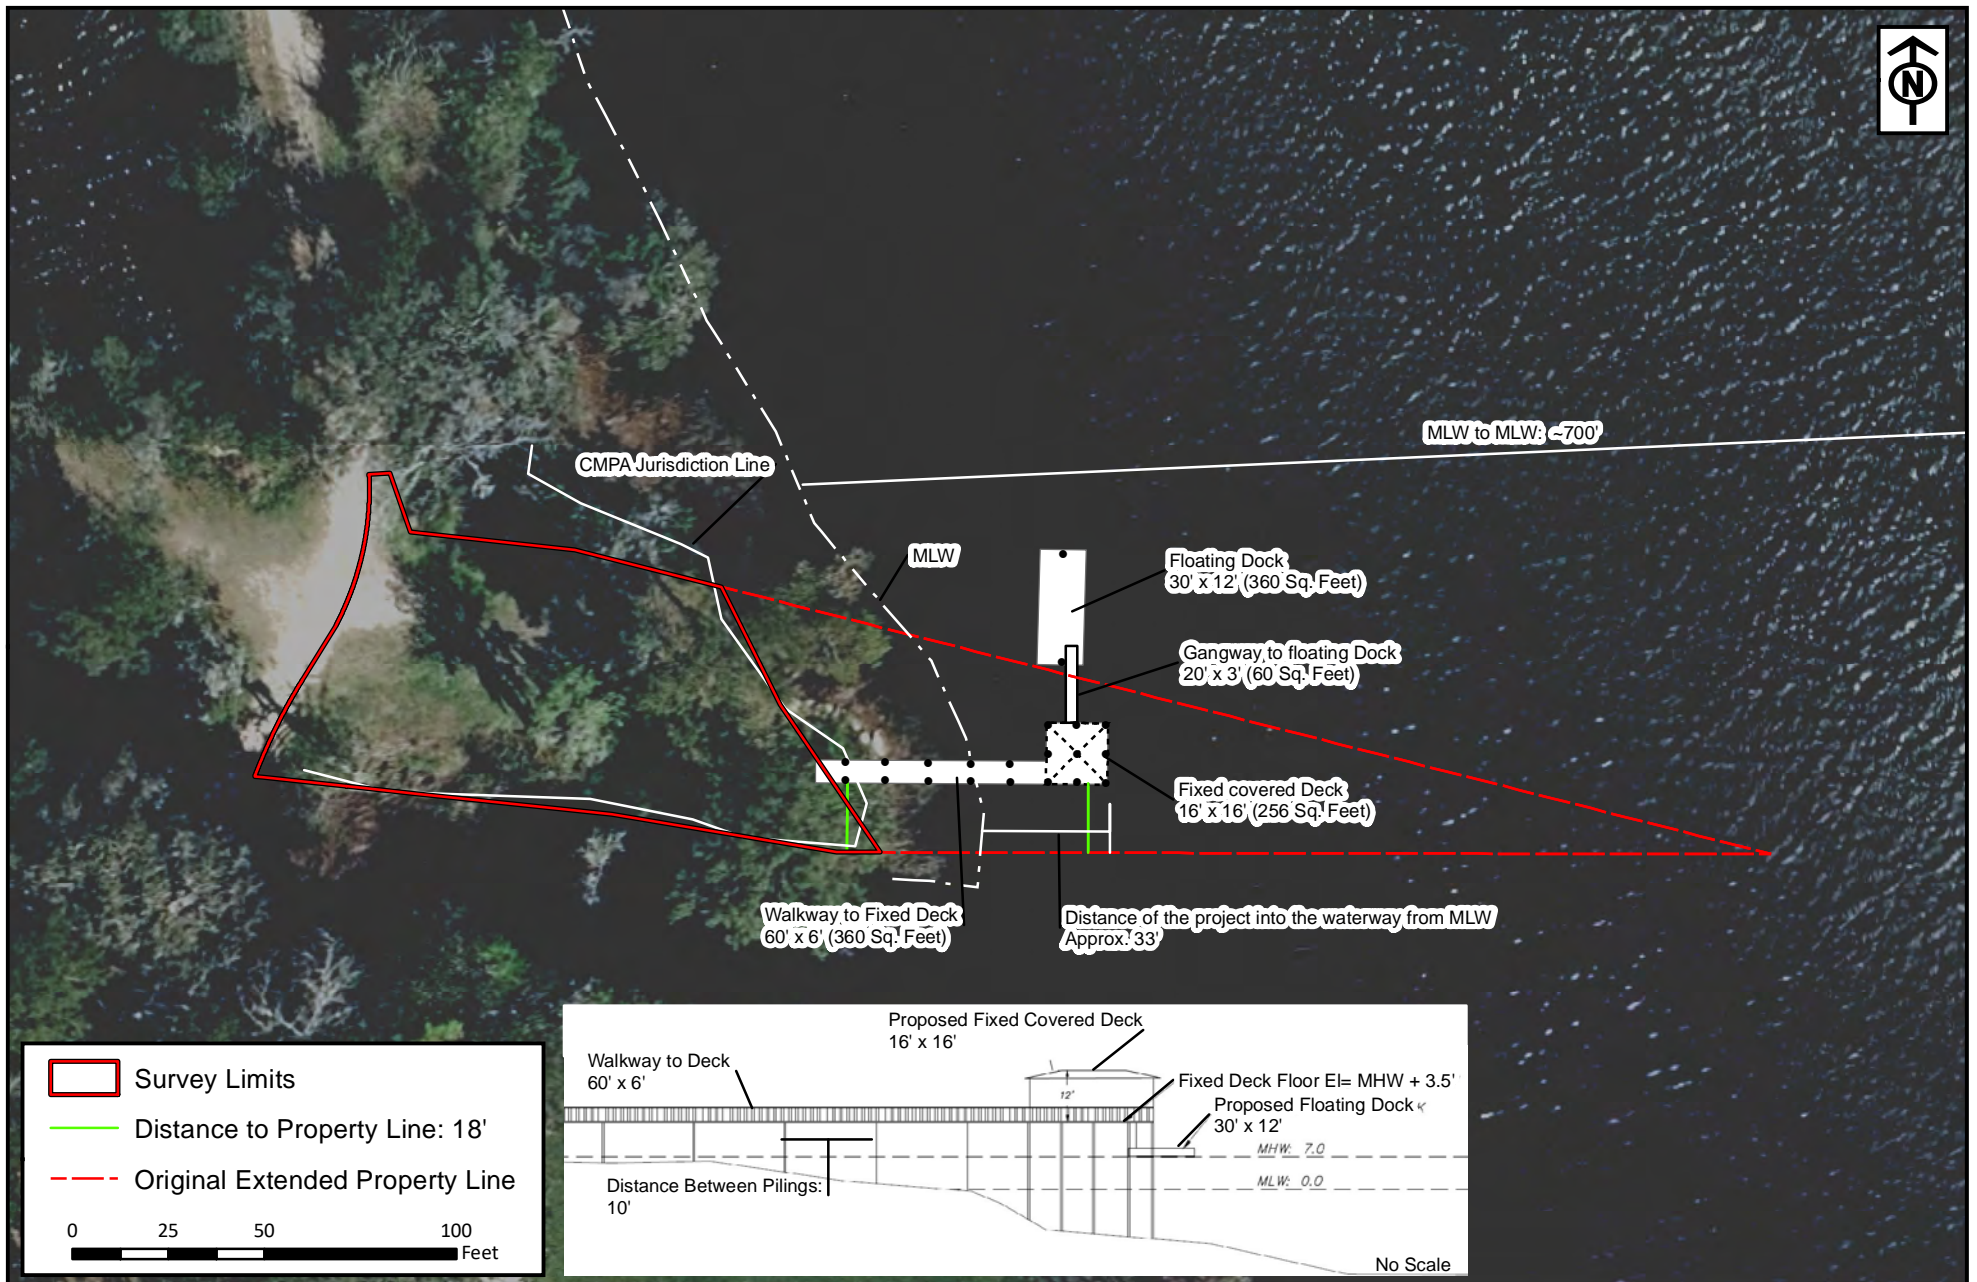 N
MLW to MLW: ~700'
CMPA Jurisdiction Line
MLW
Floating Dock
30' x 12' (360 Sq. Feet)
Gangway to floating Dock
20' x 3' (60 Sq. Feet)
Fixed covered Deck
16' x 16' (256 Sq. Feet)
Walkway to Fixed Deck
60' x 6' (360 Sq. Feet)
Distance of the project into the waterway from MLW
Approx. 33'
Survey Limits
Distance to Property Line: 18'
Original Extended Property Line
0 25 50 100
Feet
Proposed Fixed Covered Deck
16' x 16'
Walkway to Deck
60' x 6'
12'
Fixed Deck Floor El= MHW + 3.5'
Proposed Floating Dock
30' x 12'
MHW: 7.0
MLW: 0.0
Distance Between Pilings:
10'
No Scale